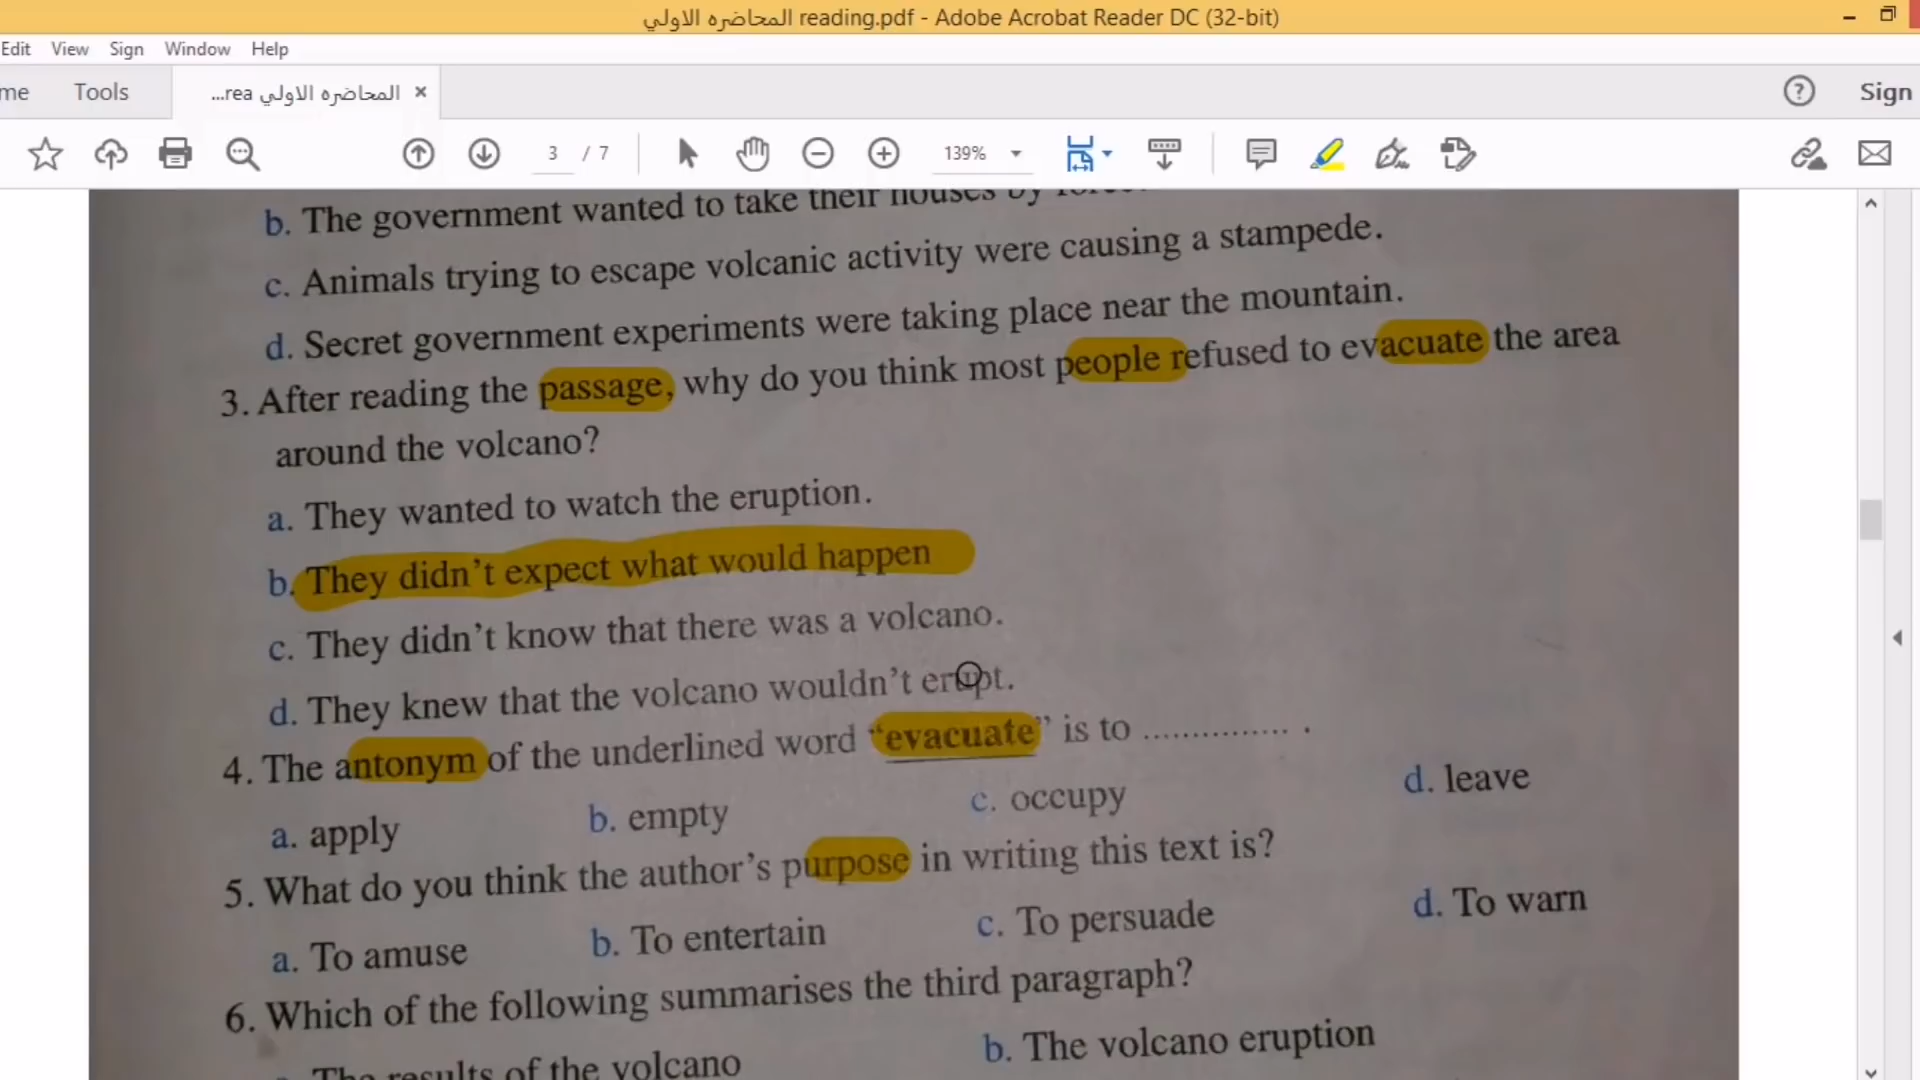 المحاضره الاولي reading.pdf - Adobe Acrobat Reader DC (32-bit)
Edit View Sign Window Help
me Tools المحاضره الاولي rea... × Sign
3 / 7 139%
b. The government wanted to take their houses by
c. Animals trying to escape volcanic activity were causing a stampede.
d. Secret government experiments were taking place near the mountain.
3. After reading the passage, why do you think most people refused to evacuate the area
around the volcano?
a. They wanted to watch the eruption.
b. They didn't expect what would happen
c. They didn't know that there was a volcano.
d. They knew that the volcano wouldn't erupt.
4. The antonym of the underlined word "evacuate" is to ............... .
a. apply b. empty c. occupy d. leave
5. What do you think the author's purpose in writing this text is?
a. To amuse b. To entertain c. To persuade d. To warn
6. Which of the following summarises the third paragraph?
The results of the volcano b. The volcano eruption